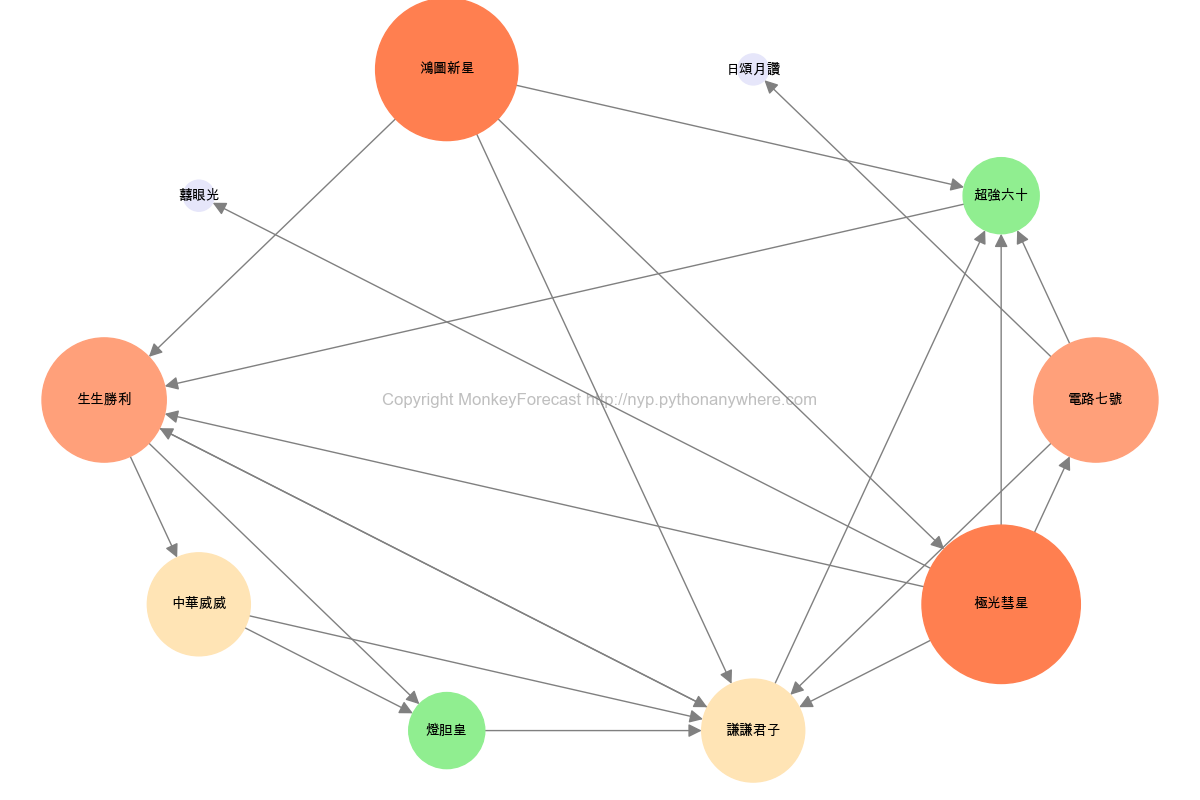 鴻圖新星
日頌月讚
囍眼光
超強六十
生生勝利
Copyright MonkeyForecast http://nyp.pythonanywhere.com
電路七號
中華威威
極光彗星
燈胆皇
謙謙君子